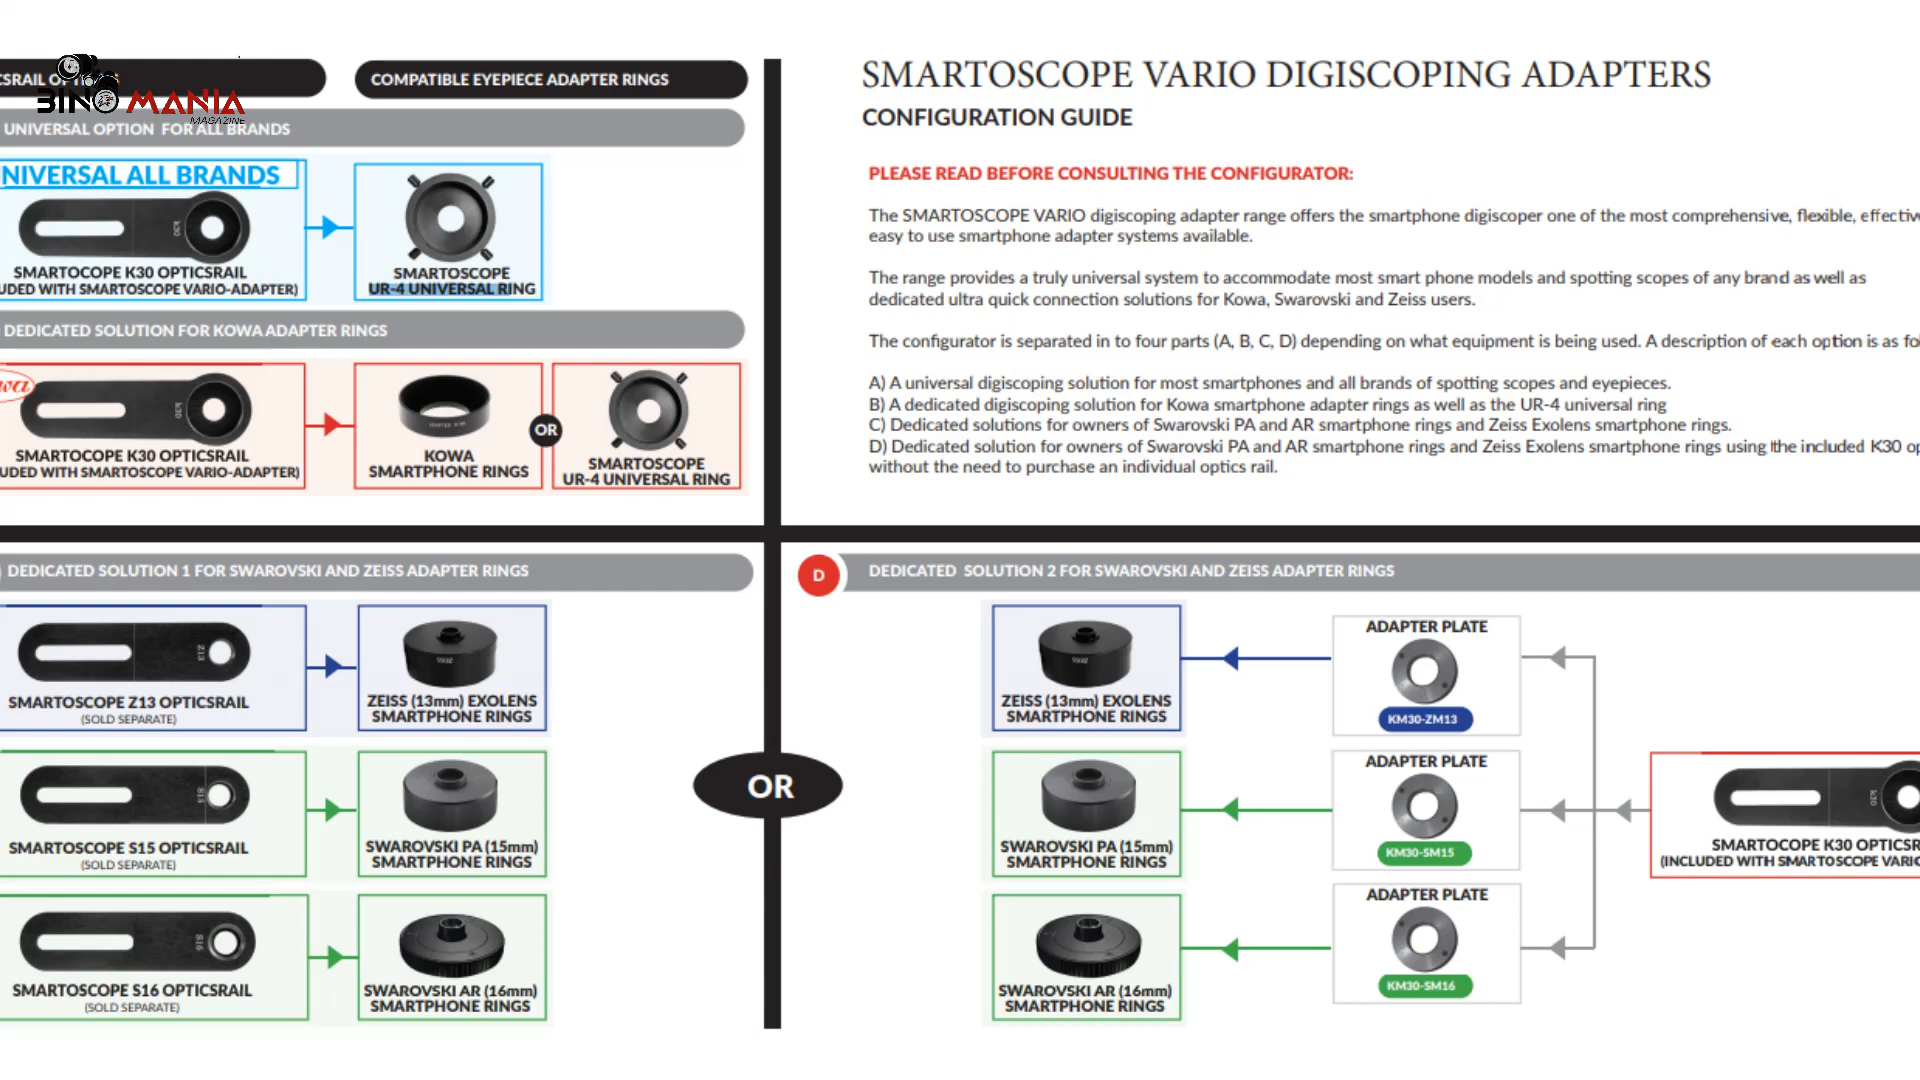 COMPATIBLE EYEPIECE ADAPTER RINGS
BINOMANIA
MAGAZINE
UNIVERSAL OPTION FOR ALL BRANDS
ALL BRANDS
K30
SMARTOCOPE K30 OPTICSRAIL
WITH SMARTOSCOPE VARIO-ADAPTER)
SMARTOSCOPE
UR-4 UNIVERSAL RING
DEDICATED SOLUTION FOR KOWA ADAPTER RINGS
K30
SMARTOCOPE K30 OPTICSRAIL
WITH SMARTOSCOPE VARIO-ADAPTER)
KOWA
SMARTPHONE RINGS
OR
SMARTOSCOPE
UR-4 UNIVERSAL RING
SMARTOSCOPE VARIO DIGISCOPING ADAPTERS
CONFIGURATION GUIDE
PLEASE READ BEFORE CONSULTING THE CONFIGURATOR:
The SMARTOSCOPE VARIO digiscoping adapter range offers the smartphone digiscoper one of the most comprehensive, flexible,
easy to use smartphone adapter systems available.
The range provides a truly universal system to accommodate most smart phone models and spotting scopes of any brand as well as
dedicated ultra quick connection solutions for Kowa, Swarovski and Zeiss users.
The configurator is separated in to four parts (A, B, C, D) depending on what equipment is being used. A description of each option is as
A) A universal digiscoping solution for most smartphones and all brands of spotting scopes and eyepieces.
B) A dedicated digiscoping solution for Kowa smartphone adapter rings as well as the UR-4 universal ring
C) Dedicated solutions for owners of Swarovski PA and AR smartphone rings and Zeiss Exolens smartphone rings.
D) Dedicated solution for owners of Swarovski PA and AR smartphone rings and Zeiss Exolens smartphone rings using the included K30
without the need to purchase an individual optics rail.
DEDICATED SOLUTION 1 FOR SWAROVSKI AND ZEISS ADAPTER RINGS
Z13
SMARTOSCOPE Z13 OPTICSRAIL
(SOLD SEPARATE)
ZEISS
ZEISS (13mm) EXOLENS
SMARTPHONE RINGS
S15
SMARTOCOPE S15 OPTICSRAIL
(SOLD SEPARATE)
SWAROVSKI PA (15mm)
SMARTPHONE RINGS
S16
SMARTOCOPE S16 OPTICSRAIL
(SOLD SEPARATE)
SWAROVSKI AR (16mm)
SMARTPHONE RINGS
OR
D
DEDICATED SOLUTION 2 FOR SWAROVSKI AND ZEISS ADAPTER RINGS
ZEISS
ZEISS (13mm) EXOLENS
SMARTPHONE RINGS
ADAPTER PLATE
KM30-ZM13
SWAROVSKI PA (15mm)
SMARTPHONE RINGS
ADAPTER PLATE
KM30-SM15
SWAROVSKI AR (16mm)
SMARTPHONE RINGS
ADAPTER PLATE
KM30-SM16
K30
SMARTOCOPE K30
(INCLUDED WITH SMARTOSCOPE